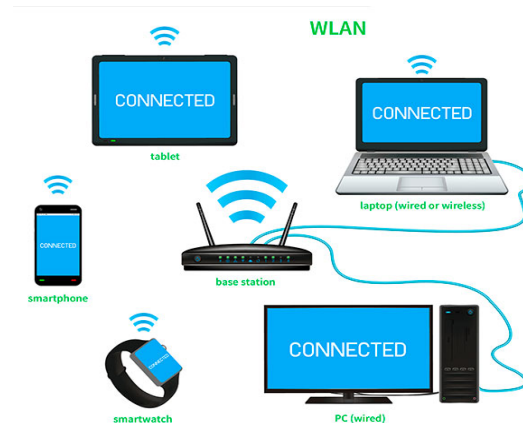 WLAN
CONNECTED
tablet
CONNECTED
laptop (wired or wireless)
CONNECTED
smartphone
base station
smartwatch
CONNECTED
CONNECTED
PC (wired)